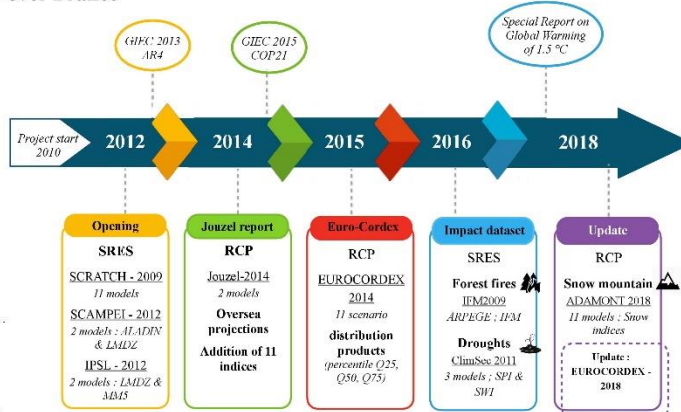 GIEC 2013
AR4
GIEC 2015
COP21
Special Report on
Global Warming
of 1.5 °C
Project start
2010
2012
2014
2015
2016
2018
Opening
SRES
SCRATCH - 2009
11 models
SCAMPEI - 2012
2 models : ALADIN
& LMDZ
IPSL - 2012
2 models : LMDZ &
MM5
Jouzel report
RCP
Jouzel-2014
2 models
Oversea
projections
Addition of 11
indices
Euro-Cordex
RCP
EUROCORDEX
2014
11 scenario
distribution
products
(percentile Q25,
Q50, Q75)
Impact dataset
SRES
Forest fires
IFM2009
ARPEGE ; IFM
Droughts
ClimSec 2011
3 models ; SPI &
SWI
Update
RCP
Snow mountain
ADAMONT 2018
11 models ; Snow
indices
Update :
EUROCORDEX -
2018